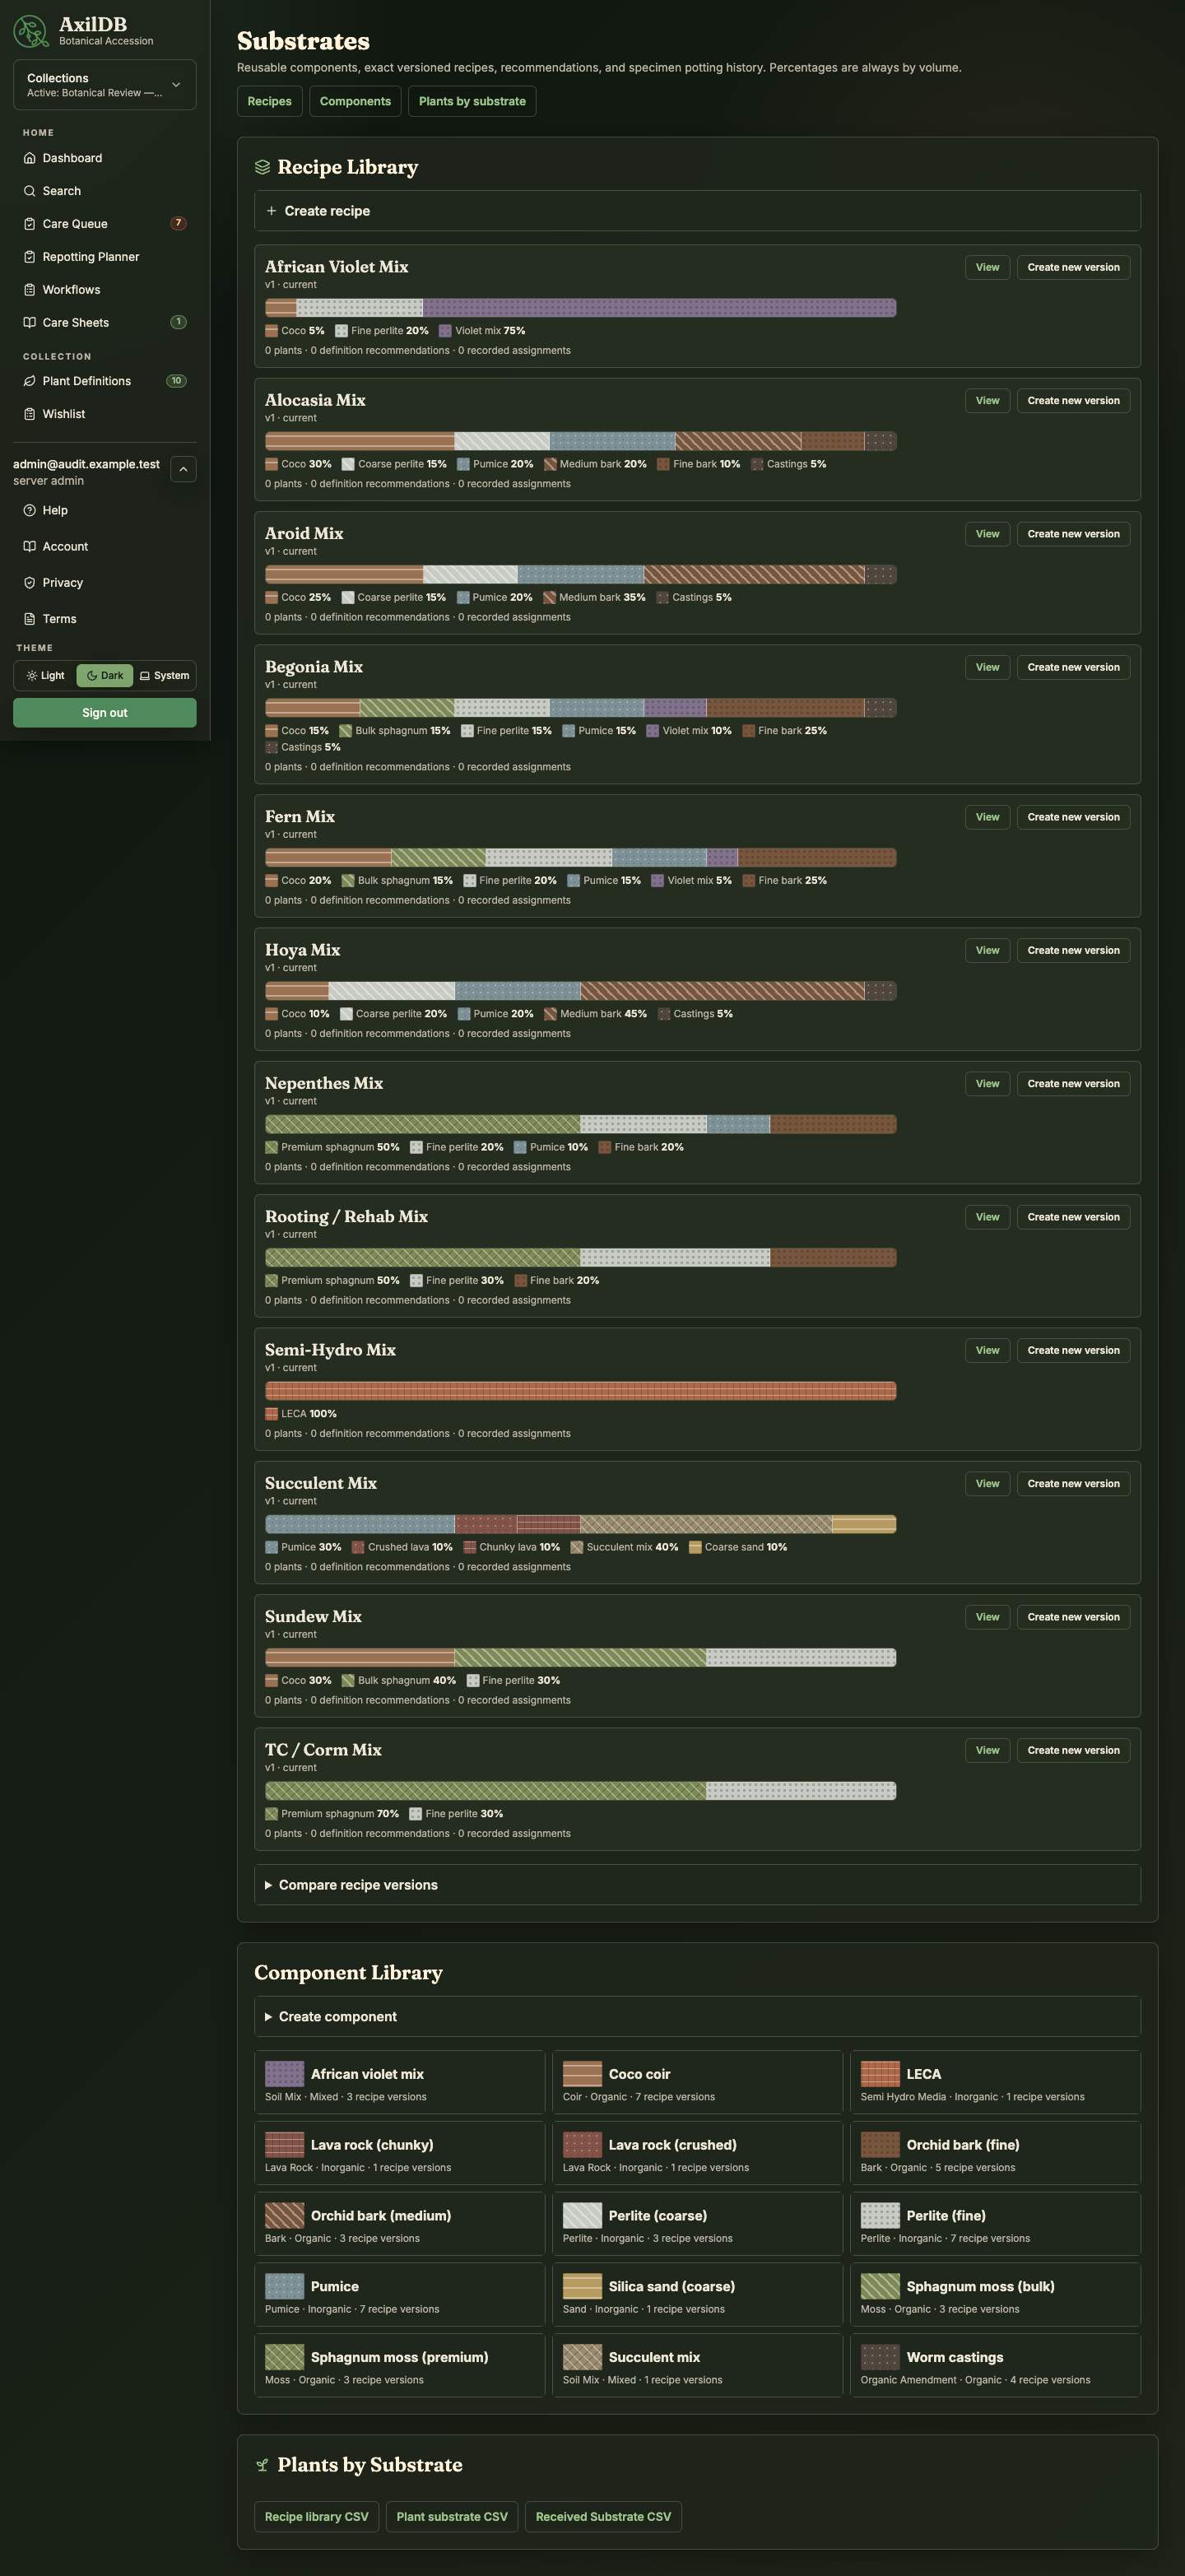 AxilDB
Botanical Accession
Collections
Active: Botanical Review —...
HOME
Dashboard
Search
Care Queue 7
Repotting Planner
Workflows
Care Sheets 1
COLLECTION
Plant Definitions 10
Wishlist
admin@audit.example.test
server admin
Help
Account
Privacy
Terms
THEME
Light Dark System
Sign out
Substrates
Reusable components, exact versioned recipes, recommendations, and specimen potting history. Percentages are always by volume.
Recipes Components Plants by substrate
Recipe Library
Create recipe
African Violet Mix View Create new version
v1 · current
Coco 5% Fine perlite 20% Violet mix 75%
0 plants · 0 definition recommendations · 0 recorded assignments
Alocasia Mix View Create new version
v1 · current
Coco 30% Coarse perlite 15% Pumice 20% Medium bark 20% Fine bark 10% Castings 5%
0 plants · 0 definition recommendations · 0 recorded assignments
Aroid Mix View Create new version
v1 · current
Coco 25% Coarse perlite 15% Pumice 20% Medium bark 35% Castings 5%
0 plants · 0 definition recommendations · 0 recorded assignments
Begonia Mix View Create new version
v1 · current
Coco 15% Bulk sphagnum 15% Fine perlite 15% Pumice 15% Violet mix 10% Fine bark 25%
Castings 5%
0 plants · 0 definition recommendations · 0 recorded assignments
Fern Mix View Create new version
v1 · current
Coco 20% Bulk sphagnum 15% Fine perlite 20% Pumice 15% Violet mix 5% Fine bark 25%
0 plants · 0 definition recommendations · 0 recorded assignments
Hoya Mix View Create new version
v1 · current
Coco 10% Coarse perlite 20% Pumice 20% Medium bark 45% Castings 5%
0 plants · 0 definition recommendations · 0 recorded assignments
Nepenthes Mix View Create new version
v1 · current
Premium sphagnum 50% Fine perlite 20% Pumice 10% Fine bark 20%
0 plants · 0 definition recommendations · 0 recorded assignments
Rooting / Rehab Mix View Create new version
v1 · current
Premium sphagnum 50% Fine perlite 30% Fine bark 20%
0 plants · 0 definition recommendations · 0 recorded assignments
Semi-Hydro Mix View Create new version
v1 · current
LECA 100%
0 plants · 0 definition recommendations · 0 recorded assignments
Succulent Mix View Create new version
v1 · current
Pumice 30% Crushed lava 10% Chunky lava 10% Succulent mix 40% Coarse sand 10%
0 plants · 0 definition recommendations · 0 recorded assignments
Sundew Mix View Create new version
v1 · current
Coco 30% Bulk sphagnum 40% Fine perlite 30%
0 plants · 0 definition recommendations · 0 recorded assignments
TC / Corm Mix View Create new version
v1 · current
Premium sphagnum 70% Fine perlite 30%
0 plants · 0 definition recommendations · 0 recorded assignments
Compare recipe versions
Component Library
Create component
African violet mix
Soil Mix · Mixed · 3 recipe versions
Coco coir
Coir · Organic · 7 recipe versions
LECA
Semi Hydro Media · Inorganic · 1 recipe versions
Lava rock (chunky)
Lava Rock · Inorganic · 1 recipe versions
Lava rock (crushed)
Lava Rock · Inorganic · 1 recipe versions
Orchid bark (fine)
Bark · Organic · 5 recipe versions
Orchid bark (medium)
Bark · Organic · 3 recipe versions
Perlite (coarse)
Perlite · Inorganic · 3 recipe versions
Perlite (fine)
Perlite · Inorganic · 7 recipe versions
Pumice
Pumice · Inorganic · 7 recipe versions
Silica sand (coarse)
Sand · Inorganic · 1 recipe versions
Sphagnum moss (bulk)
Moss · Organic · 3 recipe versions
Sphagnum moss (premium)
Moss · Organic · 3 recipe versions
Succulent mix
Soil Mix · Mixed · 1 recipe versions
Worm castings
Organic Amendment · Organic · 4 recipe versions
Plants by Substrate
Recipe library CSV Plant substrate CSV Received Substrate CSV